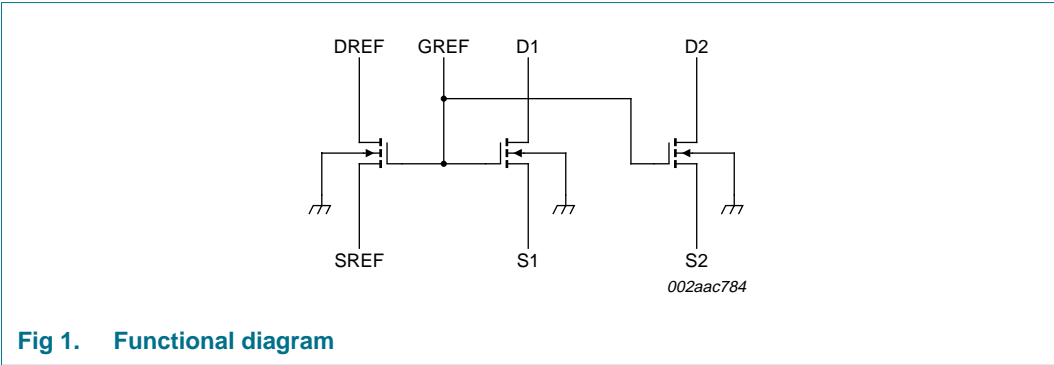 DREF GREF D1 D2
SREF S1 S2
002aac784
Fig 1. Functional diagram